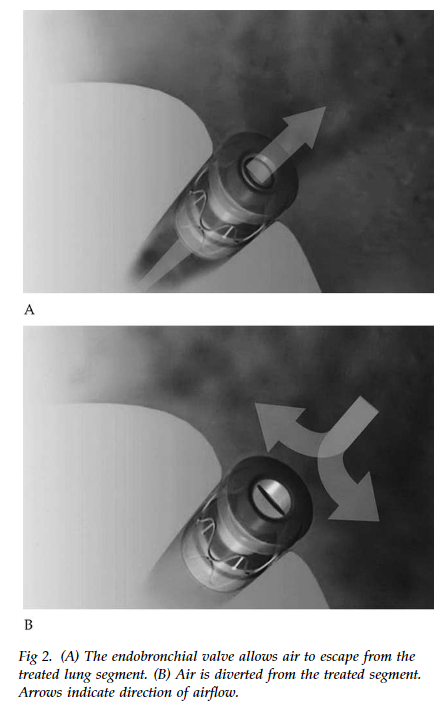 A
B
Fig 2. (A) The endobronchial valve allows air to escape from the
treated lung segment. (B) Air is diverted from the treated segment.
Arrows indicate direction of airflow.